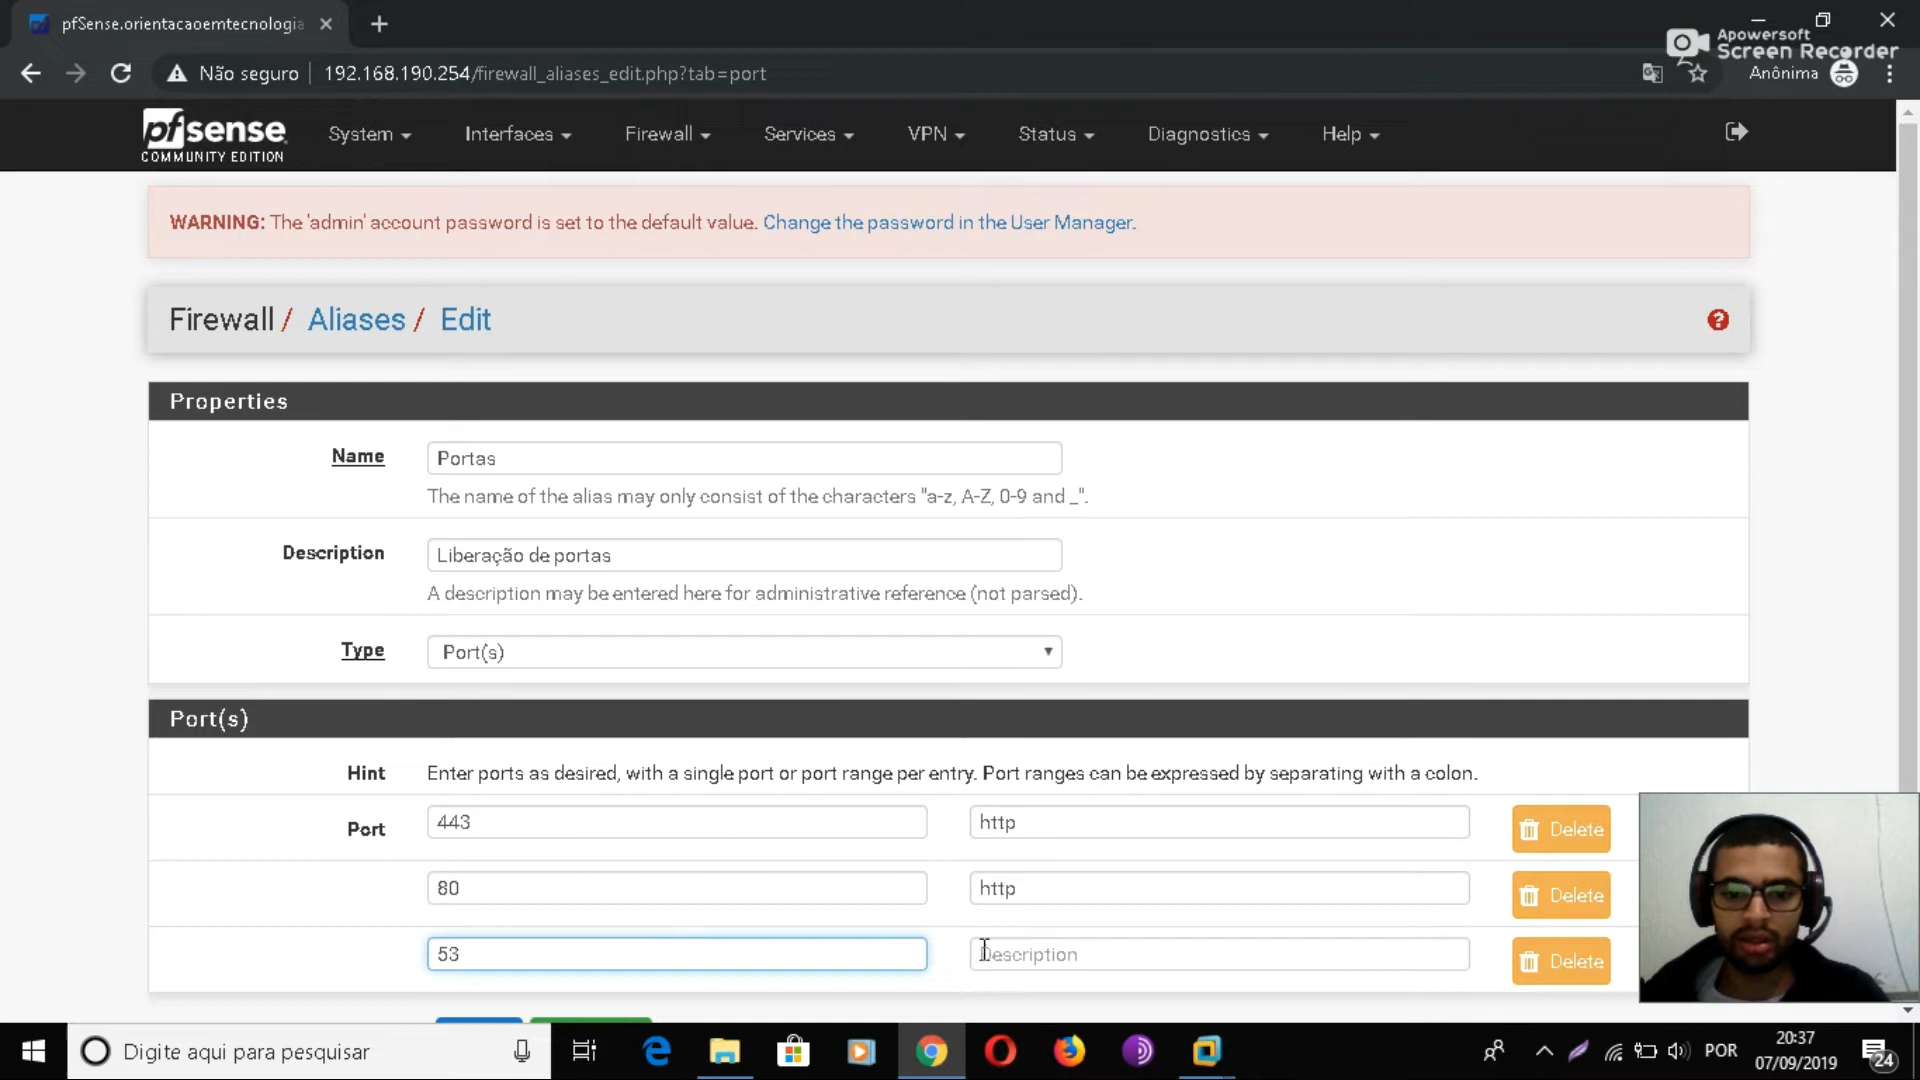 pfSense.orientacaoemtecnologia
Apowersoft
Screen Recorder
Não seguro
192.168.190.254/firewall_aliases_edit.php?tab=port
Anônima
pfsense
COMMUNITY EDITION
System
Interfaces
Firewall
Services
VPN
Status
Diagnostics
Help
WARNING: The 'admin' account password is set to the default value. Change the password in the User Manager.
Firewall / Aliases / Edit
Properties
Name
Portas
The name of the alias may only consist of the characters "a-z, A-Z, 0-9 and _".
Description
Liberação de portas
A description may be entered here for administrative reference (not parsed).
Type
Port(s)
Port(s)
Hint
Enter ports as desired, with a single port or port range per entry. Port ranges can be expressed by separating with a colon.
Port
443
http
Delete
80
http
Delete
53
Description
Delete
Digite aqui para pesquisar
POR
20:37
07/09/2019
24